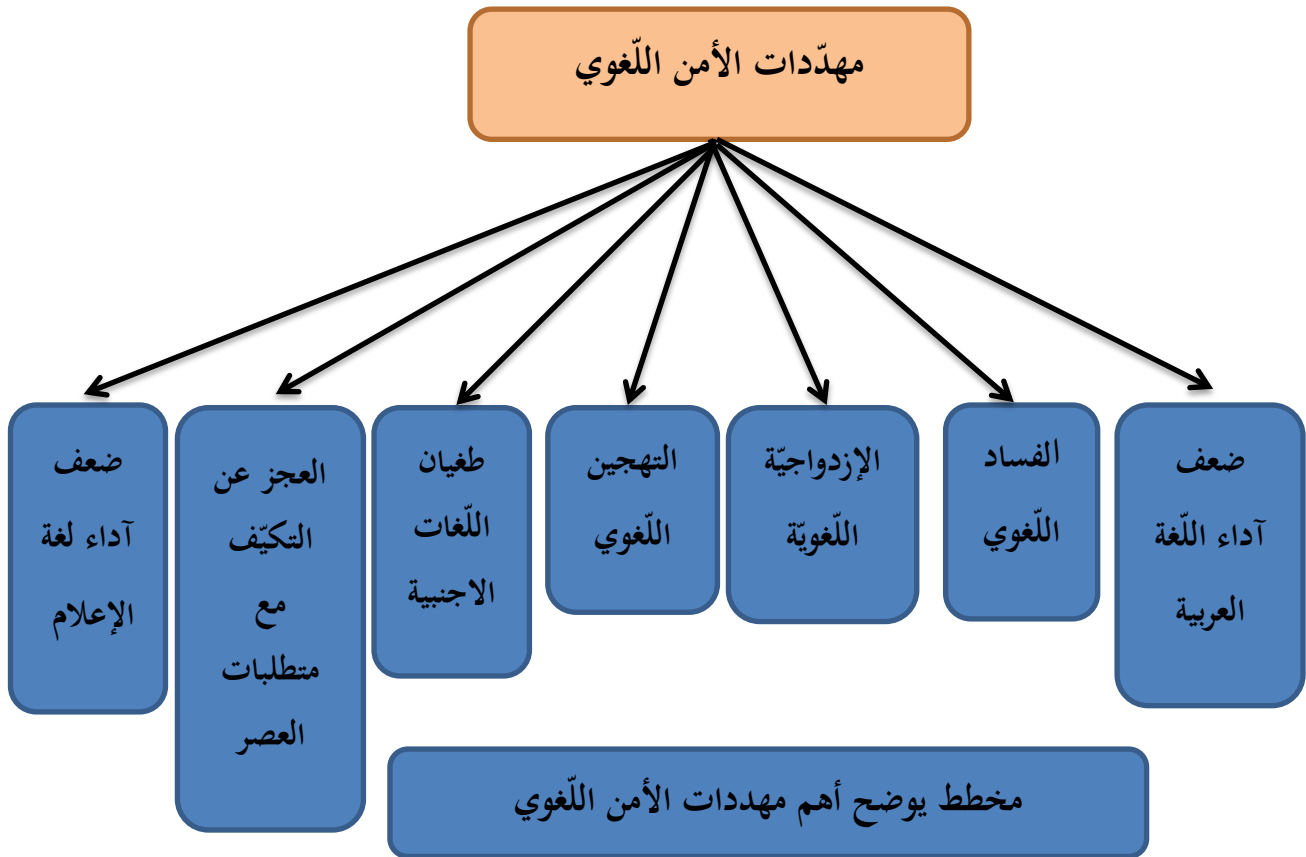 مهدّدات الأمن اللّغوي
ضعف
آداء اللّغة
العربية
الفساد
اللّغوي
الإزدواجيّة
اللّغويّة
التهجين
اللّغوي
طغيان
اللّغات
الاجنبية
العجز عن
التكيّف
مع
متطلبات
العصر
ضعف
آداء لغة
الإعلام
مخطط يوضح أهم مهددات الأمن اللّغوي